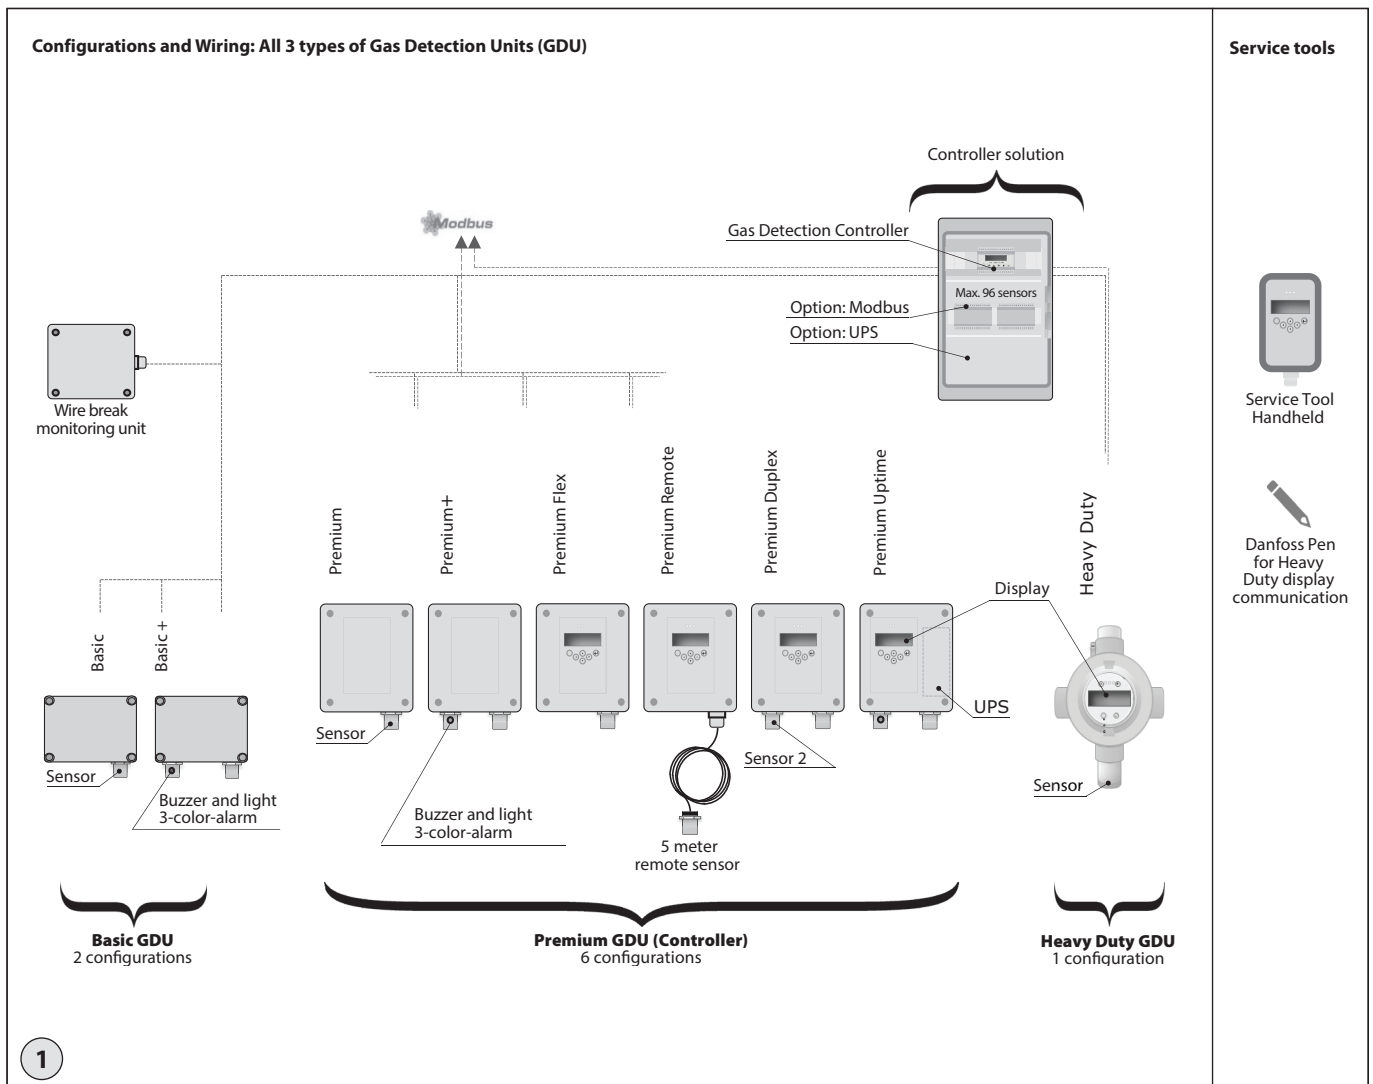 Configurations and Wiring: All 3 types of Gas Detection Units (GDU)
Service tools
Controller solution
Modbus
Gas Detection Controller
Max. 96 sensors
Option: Modbus
Option: UPS
Wire break
monitoring unit
Service Tool
Handheld
Danfoss Pen
for Heavy
Duty display
communication
Basic
Basic +
Premium
Premium+
Premium Flex
Premium Remote
Premium Duplex
Premium Uptime
Heavy Duty
Display
UPS
Sensor
Buzzer and light
3-color-alarm
Sensor
Buzzer and light
3-color-alarm
5 meter
remote sensor
Sensor 2
Sensor
Basic GDU
2 configurations
Premium GDU (Controller)
6 configurations
Heavy Duty GDU
1 configuration
1